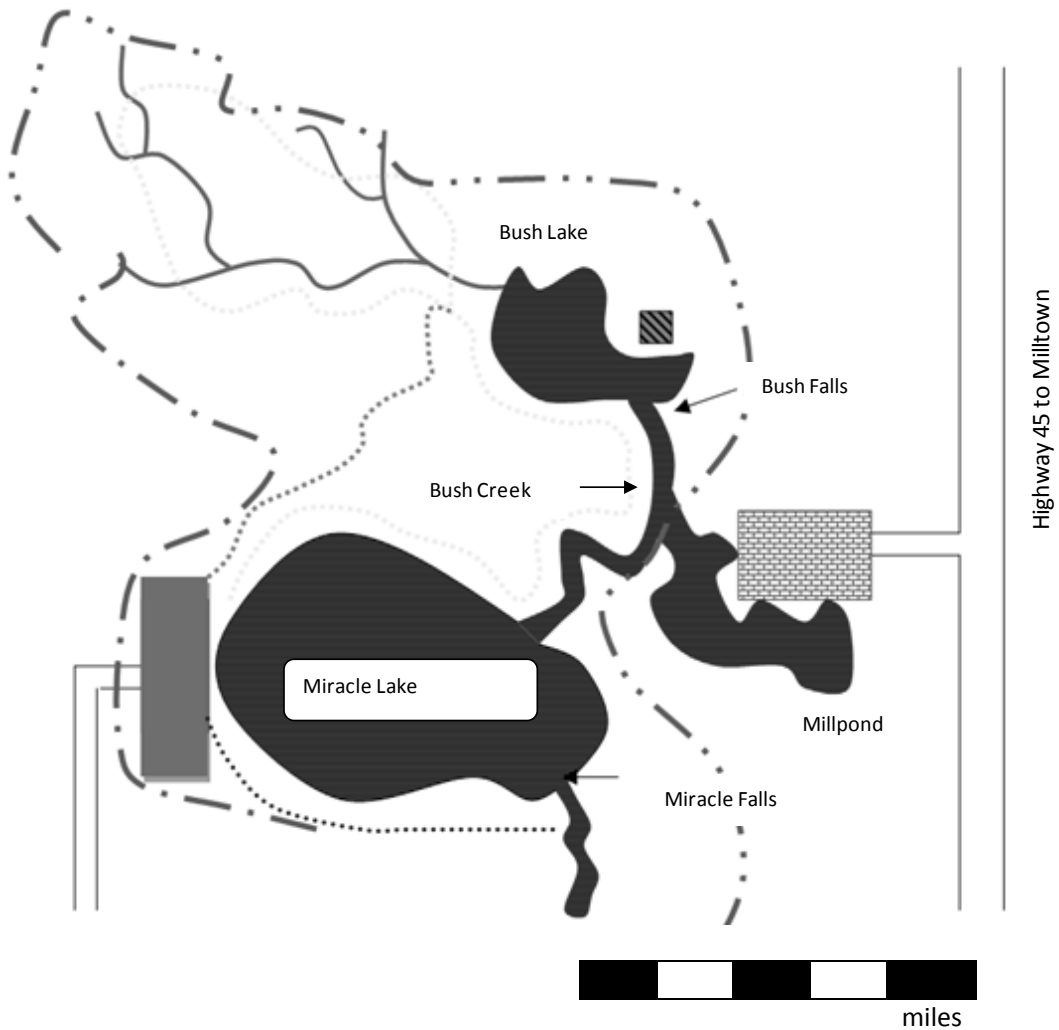 Bush Lake
Bush Falls
Highway 45 to Milltown
Bush Creek
Miracle Lake
Millpond
Miracle Falls
miles